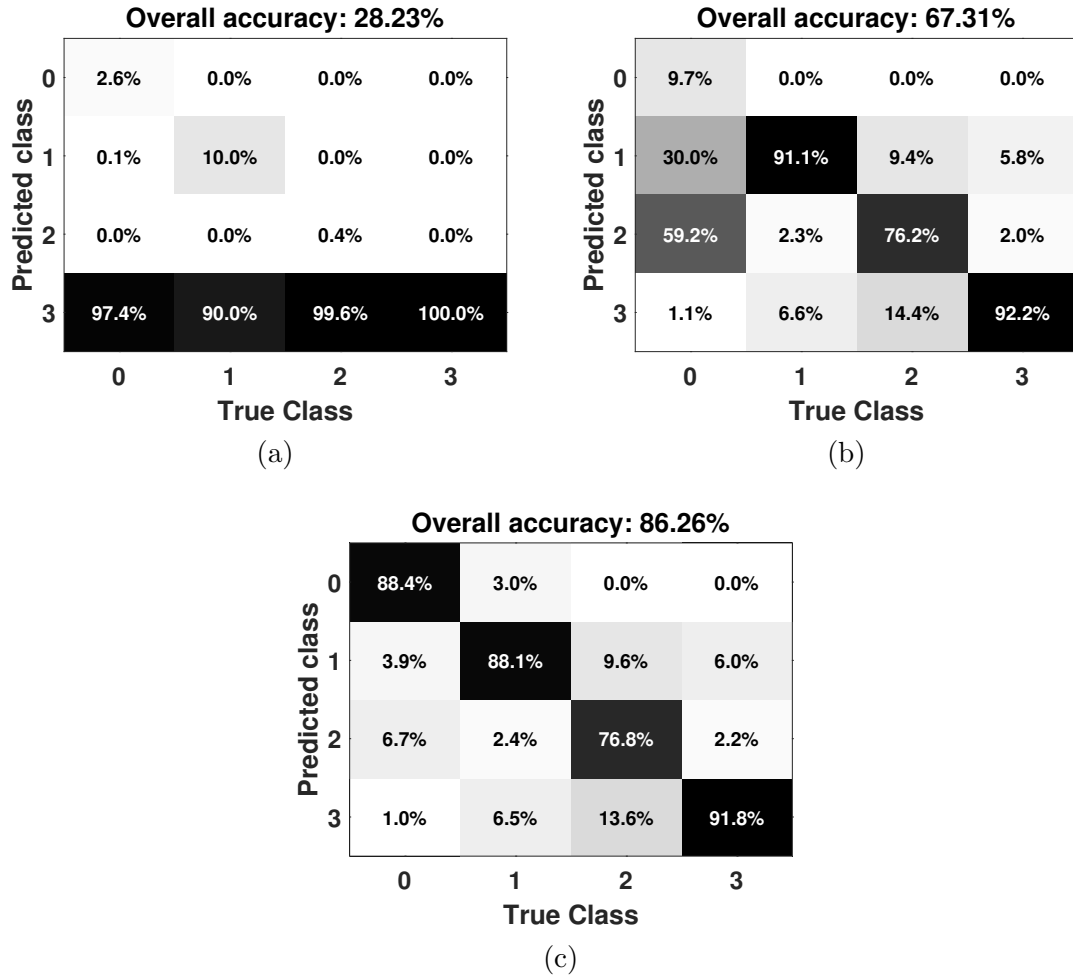 Overall accuracy: 28.23%
Predicted class
0 2.6% 0.0% 0.0% 0.0%
1 0.1% 10.0% 0.0% 0.0%
2 0.0% 0.0% 0.4% 0.0%
3 97.4% 90.0% 99.6% 100.0%
0 1 2 3
True Class
(a)
Overall accuracy: 67.31%
Predicted class
0 9.7% 0.0% 0.0% 0.0%
1 30.0% 91.1% 9.4% 5.8%
2 59.2% 2.3% 76.2% 2.0%
3 1.1% 6.6% 14.4% 92.2%
0 1 2 3
True Class
(b)
Overall accuracy: 86.26%
Predicted class
0 88.4% 3.0% 0.0% 0.0%
1 3.9% 88.1% 9.6% 6.0%
2 6.7% 2.4% 76.8% 2.2%
3 1.0% 6.5% 13.6% 91.8%
0 1 2 3
True Class
(c)